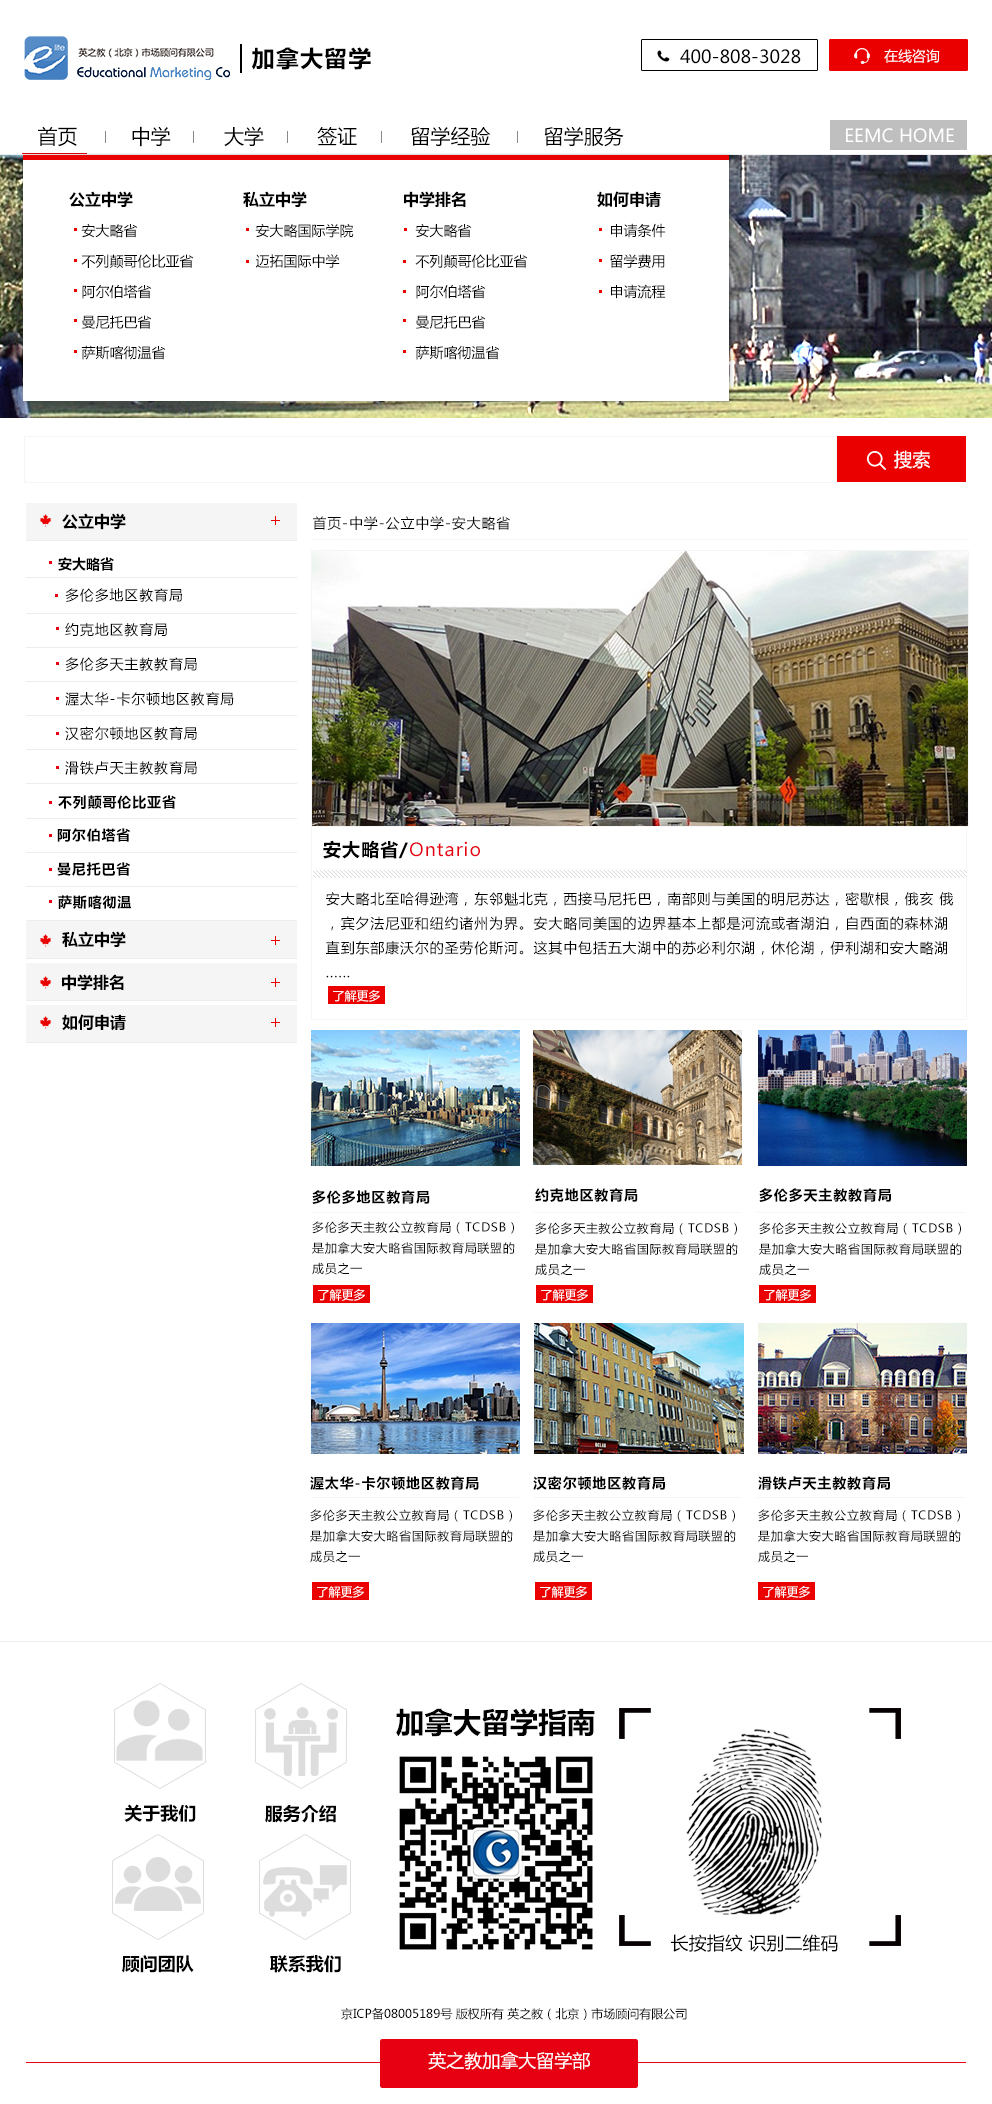 life
e
英之教（北京）市场顾问有限公司
Educational Marketing Co
加拿大留学
400-808-3028
在线咨询
首页
中学
大学
签证
留学经验
留学服务
EEMC HOME
公立中学
安大略省
不列颠哥伦比亚省
阿尔伯塔省
曼尼托巴省
萨斯喀彻温省
私立中学
安大略国际学院
迈拓国际中学
中学排名
安大略省
不列颠哥伦比亚省
阿尔伯塔省
曼尼托巴省
萨斯喀彻温省
如何申请
申请条件
留学费用
申请流程
搜索
公立中学 +
安大略省
多伦多地区教育局
约克地区教育局
多伦多天主教教育局
渥太华-卡尔顿地区教育局
汉密尔顿地区教育局
滑铁卢天主教教育局
不列颠哥伦比亚省
阿尔伯塔省
曼尼托巴省
萨斯喀彻温
私立中学 +
中学排名 +
如何申请 +
首页-中学-公立中学-安大略省
安大略省/Ontario
安大略北至哈得逊湾，东邻魁北克，西接马尼托巴，南部则与美国的明尼苏达，密歇根，俄亥 俄
，宾夕法尼亚和纽约诸州为界。安大略同美国的边界基本上都是河流或者湖泊，自西面的森林湖
直到东部康沃尔的圣劳伦斯河。这其中包括五大湖中的苏必利尔湖，休伦湖，伊利湖和安大略湖
......
了解更多
多伦多地区教育局
多伦多天主教公立教育局（TCDSB）
是加拿大安大略省国际教育局联盟的
成员之一
了解更多
约克地区教育局
多伦多天主教公立教育局（TCDSB）
是加拿大安大略省国际教育局联盟的
成员之一
了解更多
多伦多天主教教育局
多伦多天主教公立教育局（TCDSB）
是加拿大安大略省国际教育局联盟的
成员之一
了解更多
渥太华-卡尔顿地区教育局
多伦多天主教公立教育局（TCDSB）
是加拿大安大略省国际教育局联盟的
成员之一
了解更多
汉密尔顿地区教育局
多伦多天主教公立教育局（TCDSB）
是加拿大安大略省国际教育局联盟的
成员之一
了解更多
滑铁卢天主教教育局
多伦多天主教公立教育局（TCDSB）
是加拿大安大略省国际教育局联盟的
成员之一
了解更多
关于我们
服务介绍
顾问团队
联系我们
加拿大留学指南
G
长按指纹 识别二维码
京ICP备08005189号 版权所有 英之教（北京）市场顾问有限公司
英之教加拿大留学部